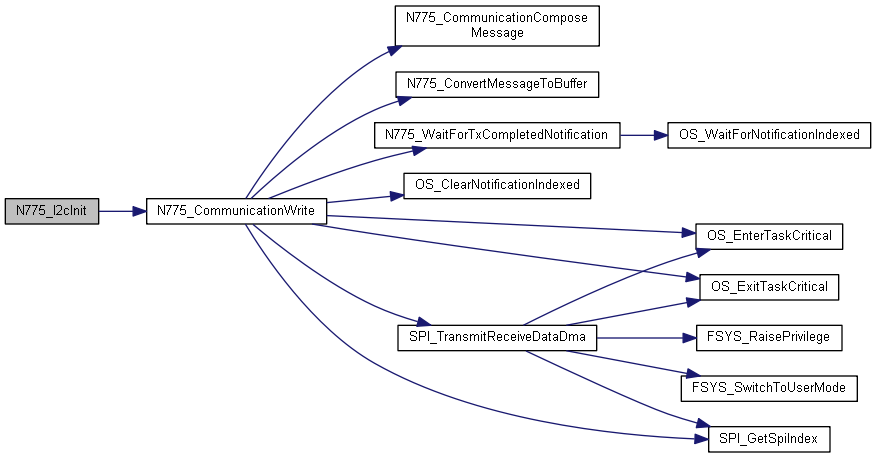 N775_CommunicationCompose
Message
N775_ConvertMessageToBuffer
N775_WaitForTxCompletedNotification
OS_WaitForNotificationIndexed
OS_ClearNotificationIndexed
N775_I2cInit
N775_CommunicationWrite
OS_EnterTaskCritical
OS_ExitTaskCritical
SPI_TransmitReceiveDataDma
FSYS_RaisePrivilege
FSYS_SwitchToUserMode
SPI_GetSpiIndex